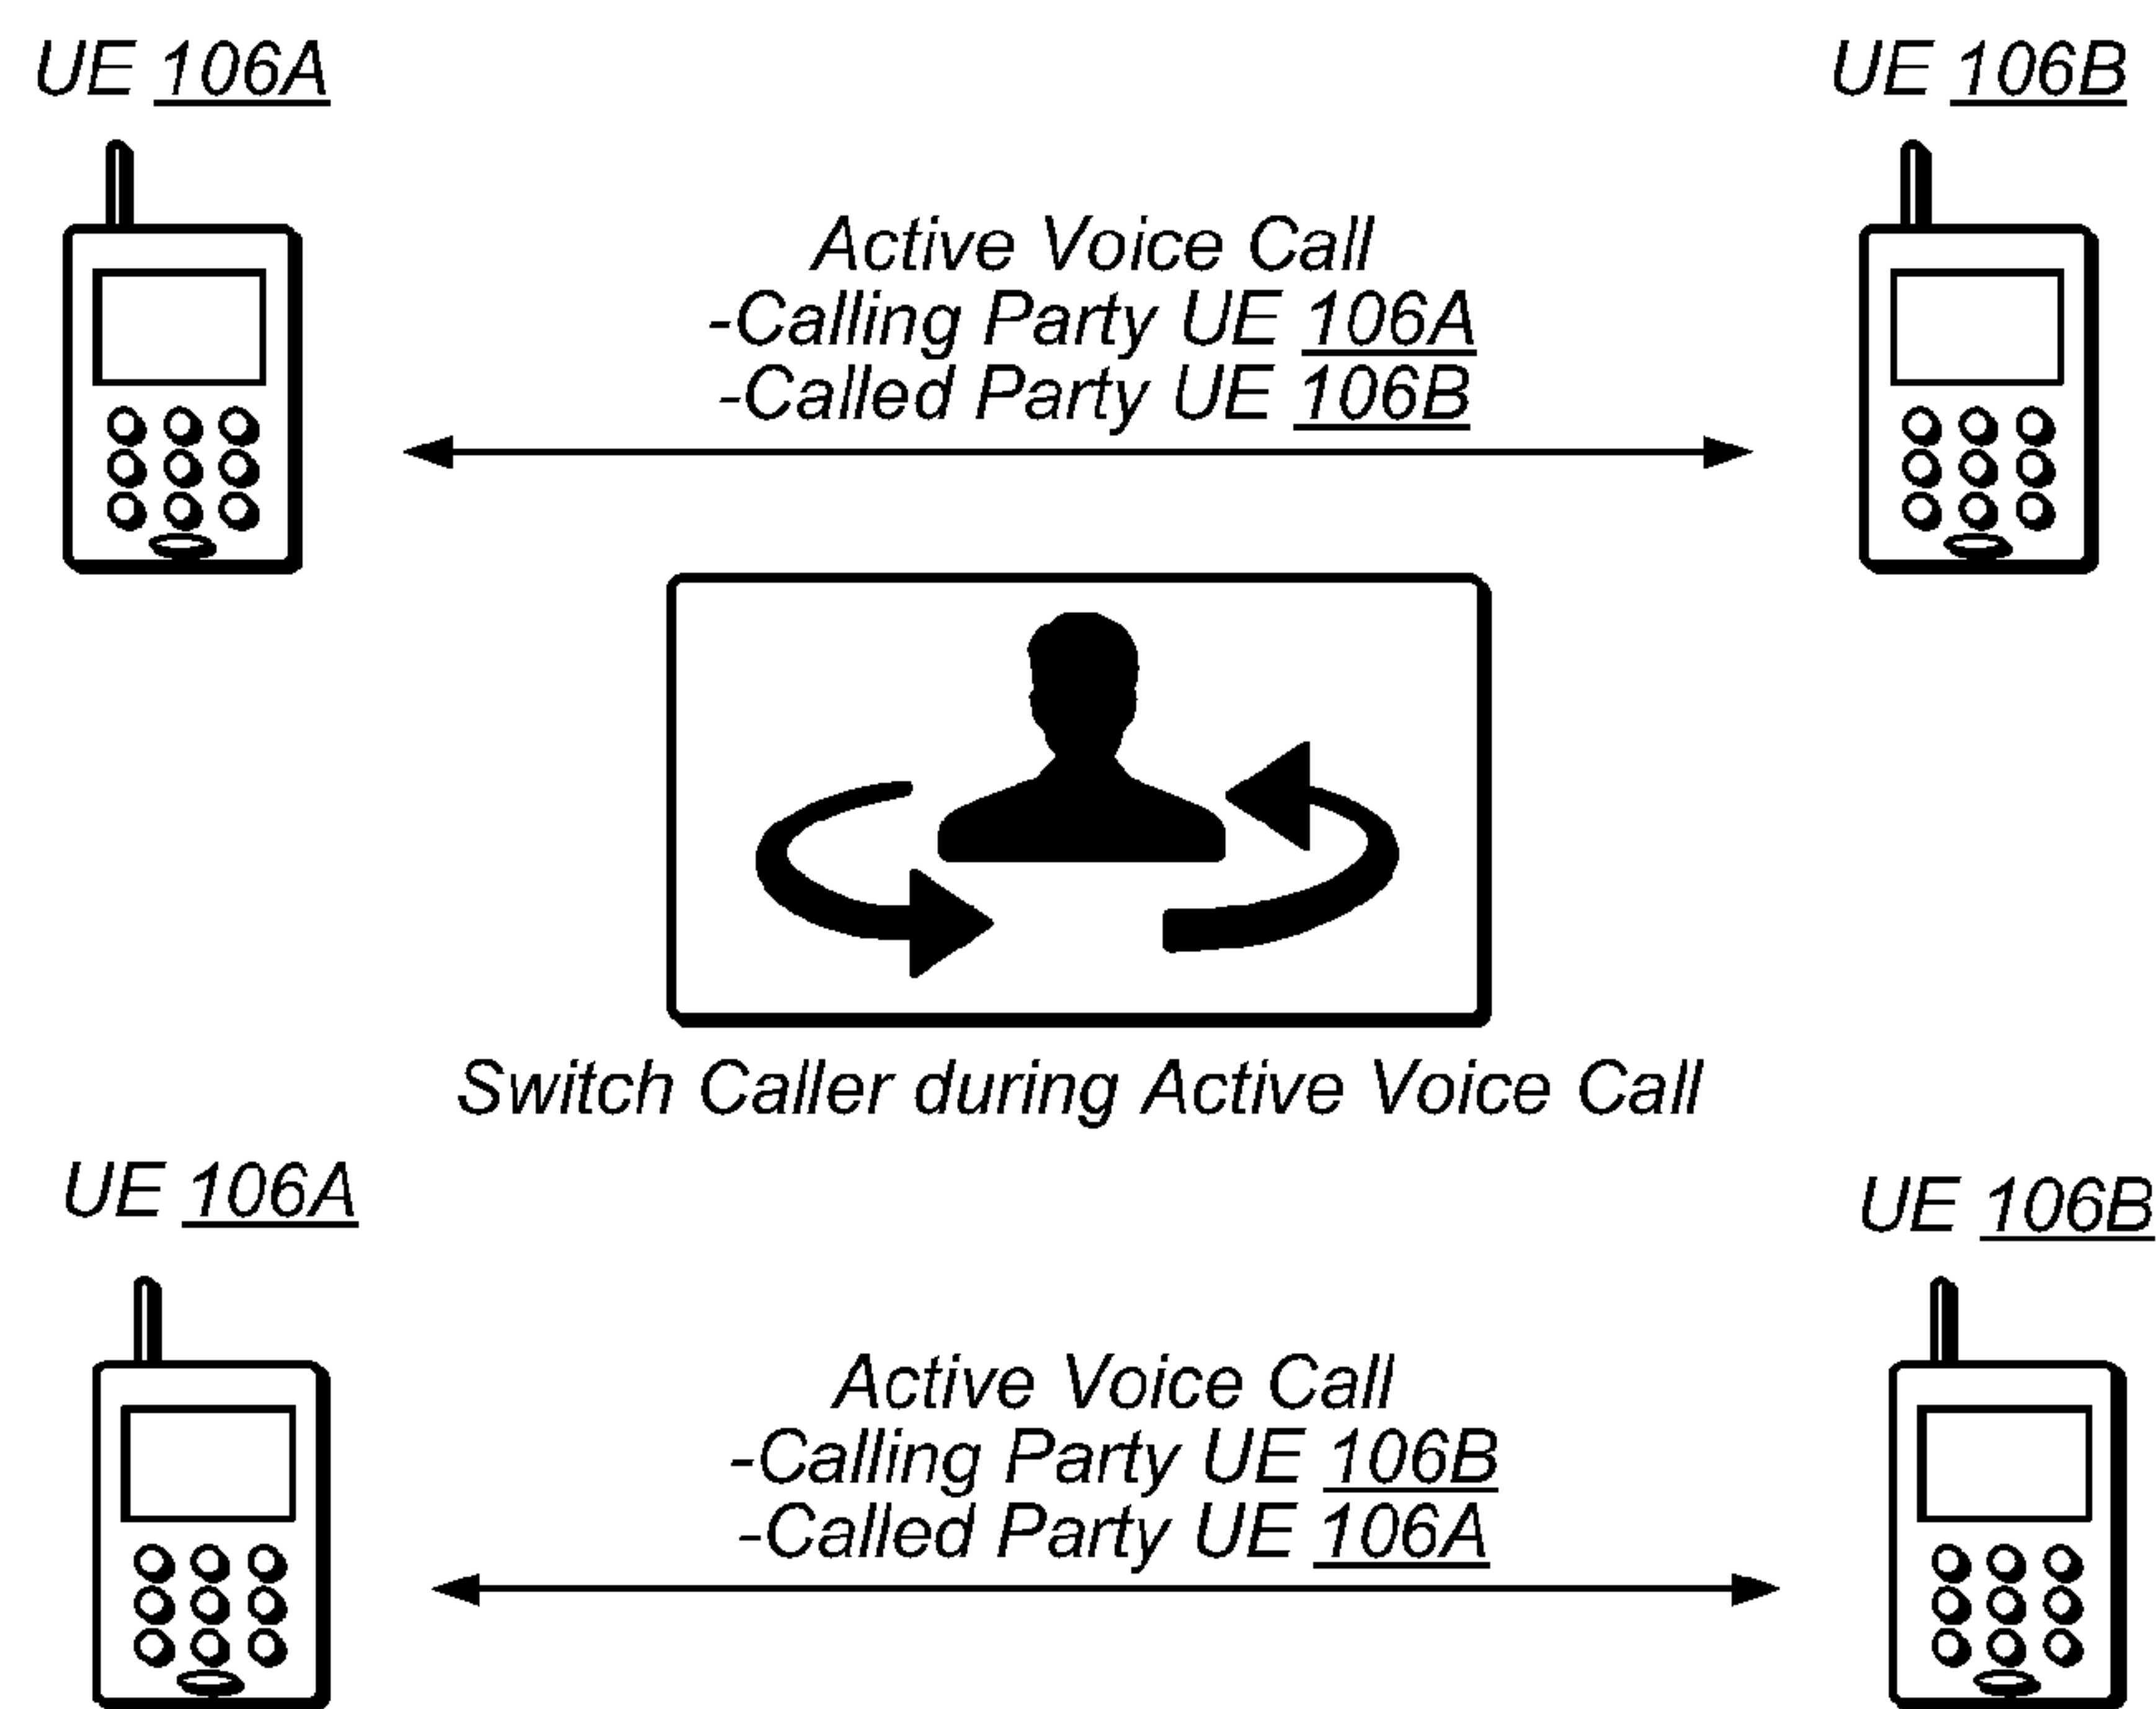 UE 106A
UE 106B
Active Voice Call
-Calling Party UE 106A
-Called Party UE 106B
Switch Caller during Active Voice Call
UE 106A
UE 106B
Active Voice Call
-Calling Party UE 106B
-Called Party UE 106A